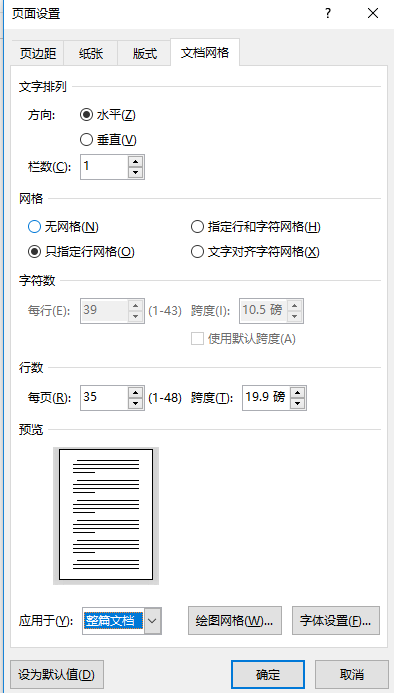 页面设置 ? ×
页边距 纸张 版式 文档网格
文字排列
方向: 水平(Z)
垂直(V)
栏数(C): 1
网格
无网格(N) 指定行和字符网格(H)
只指定行网格(O) 文字对齐字符网格(X)
字符数
每行(E): 39 (1-43) 跨度(I): 10.5 磅
使用默认跨度(A)
行数
每页(R): 35 (1-48) 跨度(T): 19.9 磅
预览
应用于(Y): 整篇文档 绘图网格(W)... 字体设置(F)...
设为默认值(D) 确定 取消